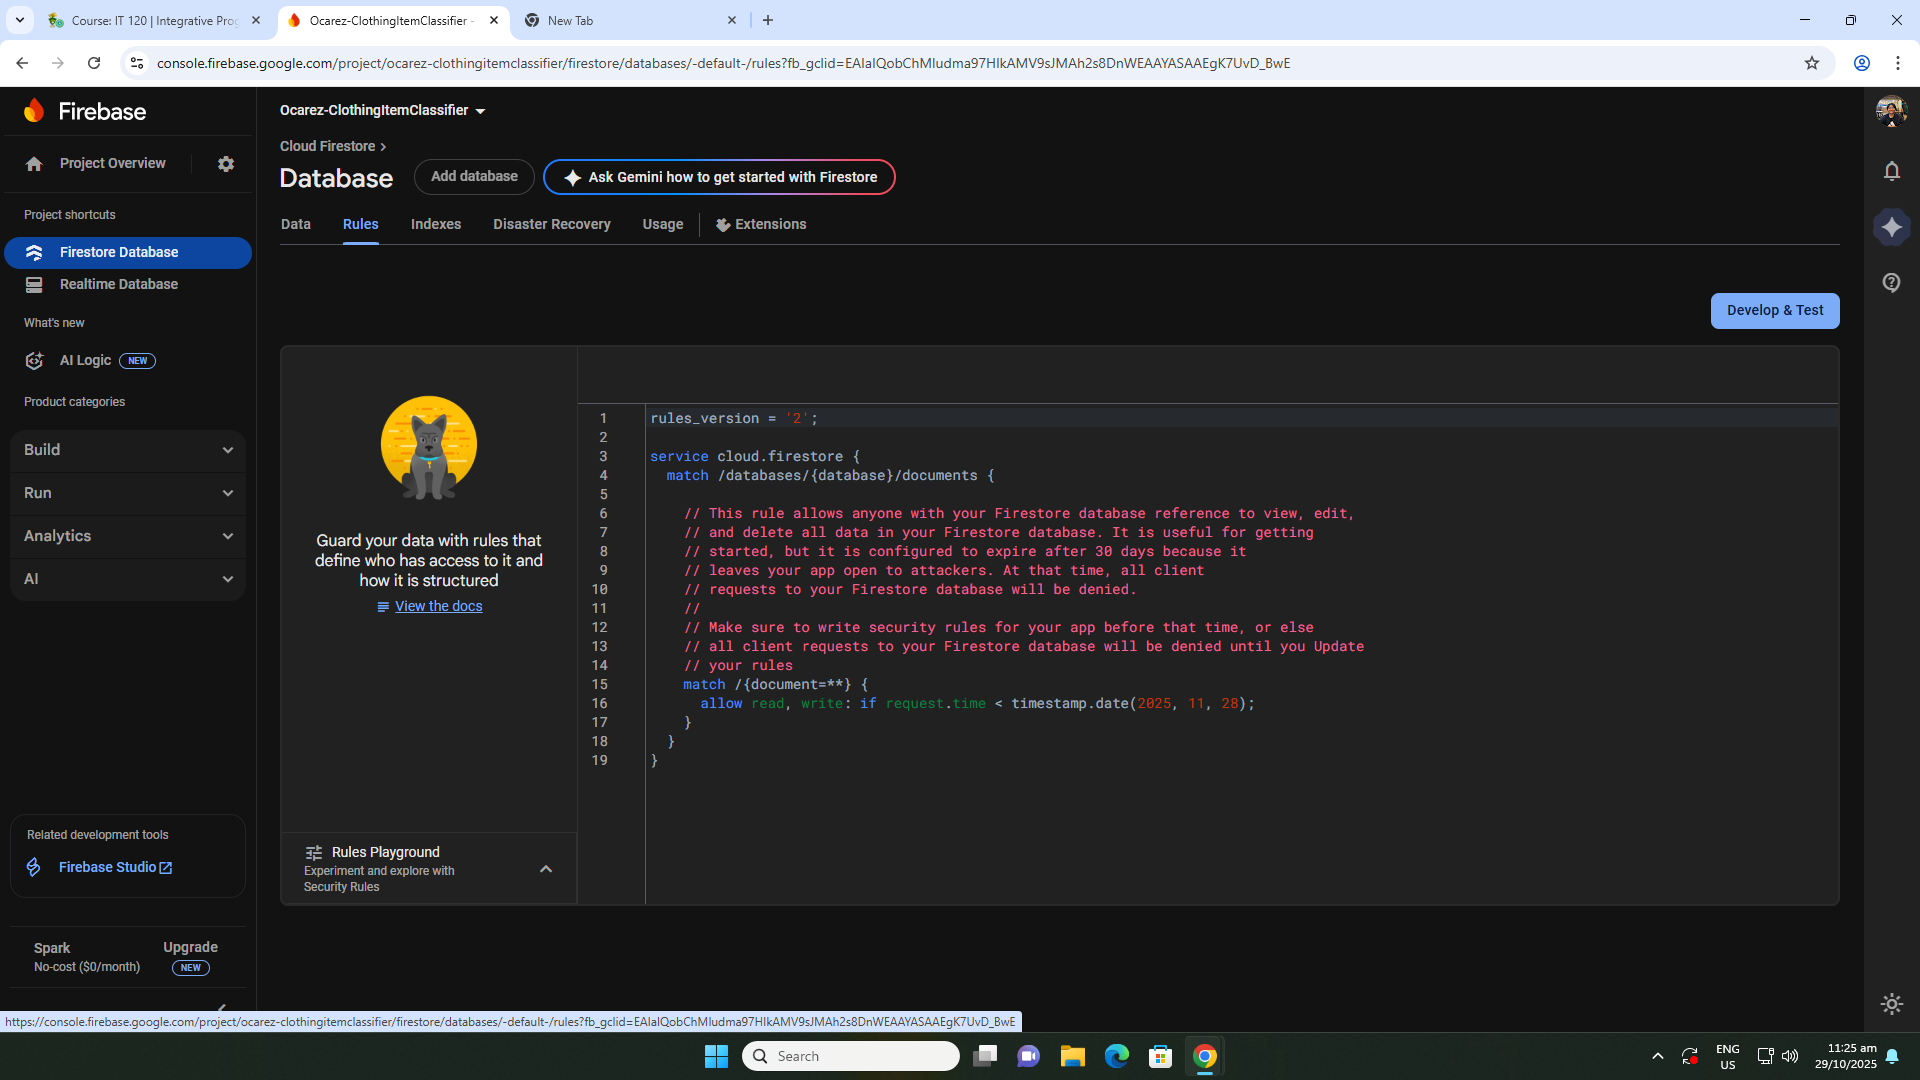 Course: IT 120 | Integrative Prog
Ocarez-ClothingItemClassifier -
New Tab
console.firebase.google.com/project/ocarez-clothingitemclassifier/firestore/databases/-default-/rules?fb_gclid=EAIaIQobChMIudma97HIkAMV9sJMAh2s8DnWEAAYASAAEgK7UvD_BwE
Firebase
Project Overview
Project shortcuts
Firestore Database
Realtime Database
What's new
AI Logic NEW
Product categories
Build
Run
Analytics
AI
Related development tools
Firebase Studio
Spark
No-cost ($0/month)
Upgrade
NEW
Ocarez-ClothingItemClassifier
Cloud Firestore >
Database
Add database
Ask Gemini how to get started with Firestore
Data
Rules
Indexes
Disaster Recovery
Usage
Extensions
Develop & Test
Guard your data with rules that
define who has access to it and
how it is structured
View the docs
Rules Playground
Experiment and explore with
Security Rules
1 rules_version = '2';
2
3 service cloud.firestore {
4 match /databases/{database}/documents {
5
6 // This rule allows anyone with your Firestore database reference to view, edit,
7 // and delete all data in your Firestore database. It is useful for getting
8 // started, but it is configured to expire after 30 days because it
9 // leaves your app open to attackers. At that time, all client
10 // requests to your Firestore database will be denied.
11 //
12 // Make sure to write security rules for your app before that time, or else
13 // all client requests to your Firestore database will be denied until you Update
14 // your rules
15 match /{document=**} {
16 allow read, write: if request.time < timestamp.date(2025, 11, 28);
17 }
18 }
19 }
https://console.firebase.google.com/project/ocarez-clothingitemclassifier/firestore/databases/-default-/rules?fb_gclid=EAIaIQobChMIudma97HIkAMV9sJMAh2s8DnWEAAYASAAEgK7UvD_BwE
Search
ENG
US
11:25 am
29/10/2025